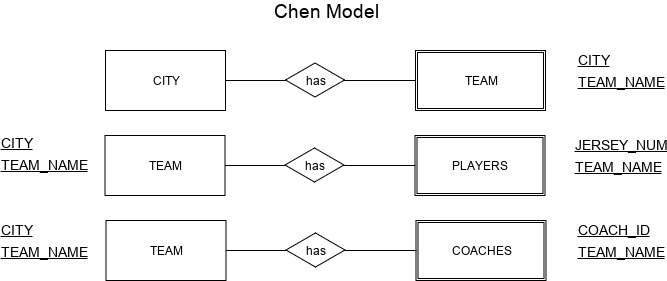 Chen Model
CITY has TEAM
CITY
TEAM_NAME
CITY
TEAM_NAME
TEAM has PLAYERS
JERSEY_NUM
TEAM_NAME
CITY
TEAM_NAME
TEAM has COACHES
COACH_ID
TEAM_NAME